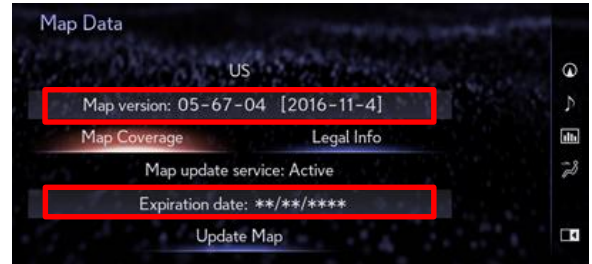 Map Data
US
Map version: 05-67-04 [2016-11-4]
Map Coverage Legal Info
Map update service: Active
Expiration date: **/**/****
Update Map